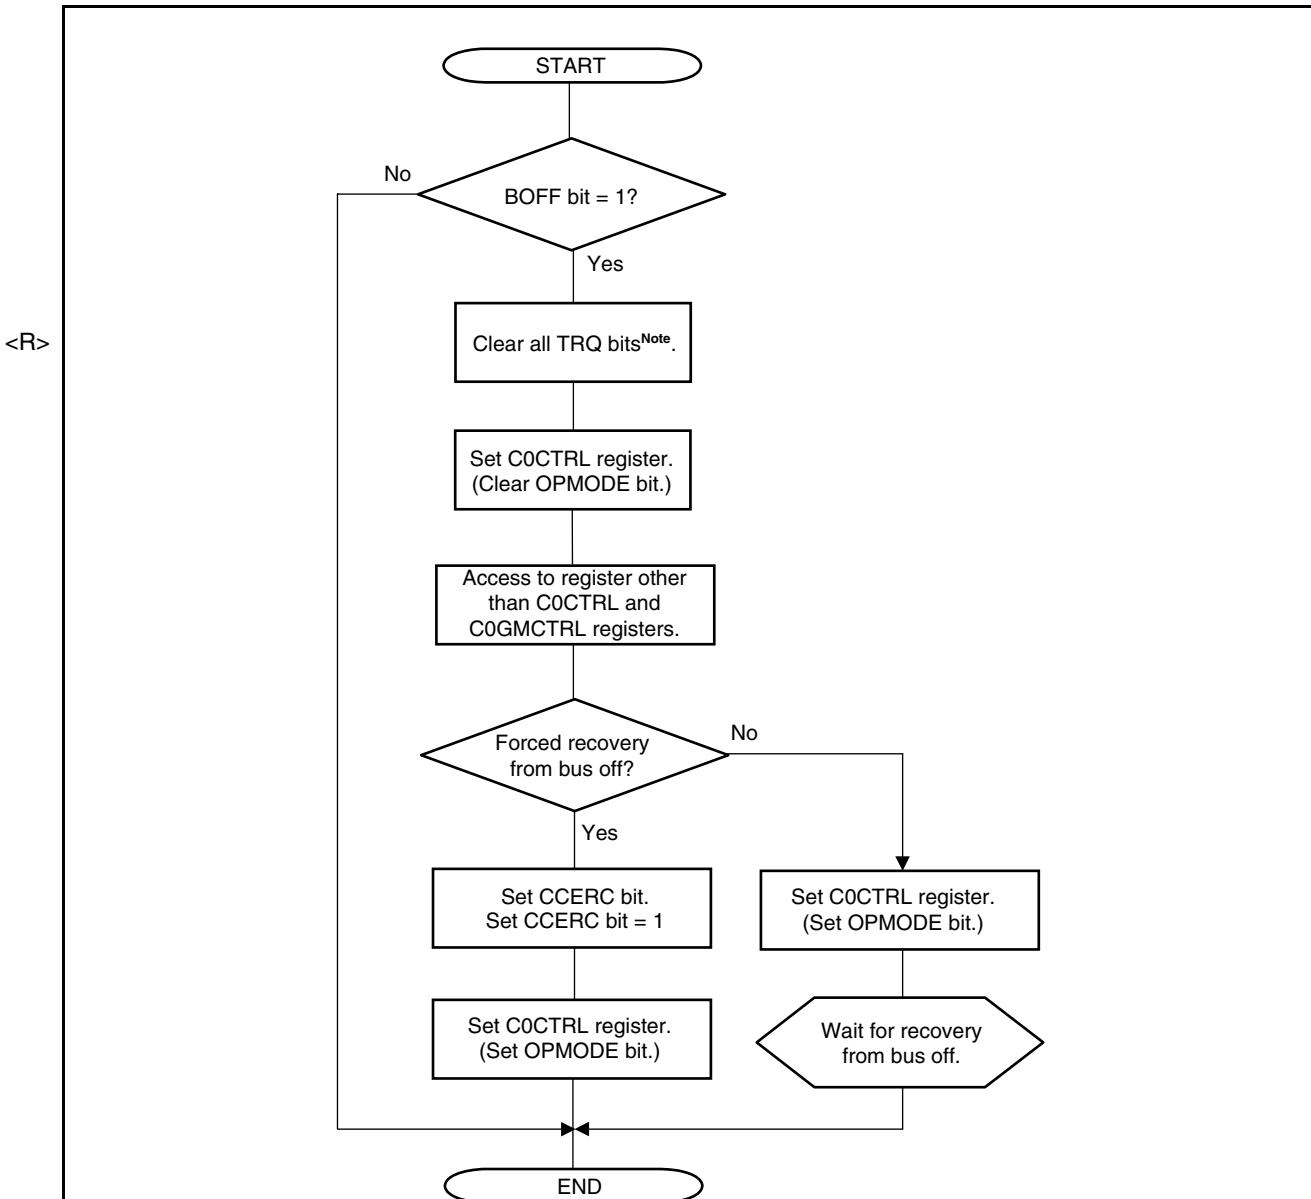 START
No
BOFF bit = 1?
Yes
<R>
Clear all TRQ bitsNote.
Set C0CTRL register.
(Clear OPMODE bit.)
Access to register other
than C0CTRL and
C0GMCTRL registers.
Forced recovery
from bus off?
No
Yes
Set CCERC bit.
Set CCERC bit = 1
Set C0CTRL register.
(Set OPMODE bit.)
Set C0CTRL register.
(Set OPMODE bit.)
Wait for recovery
from bus off.
END